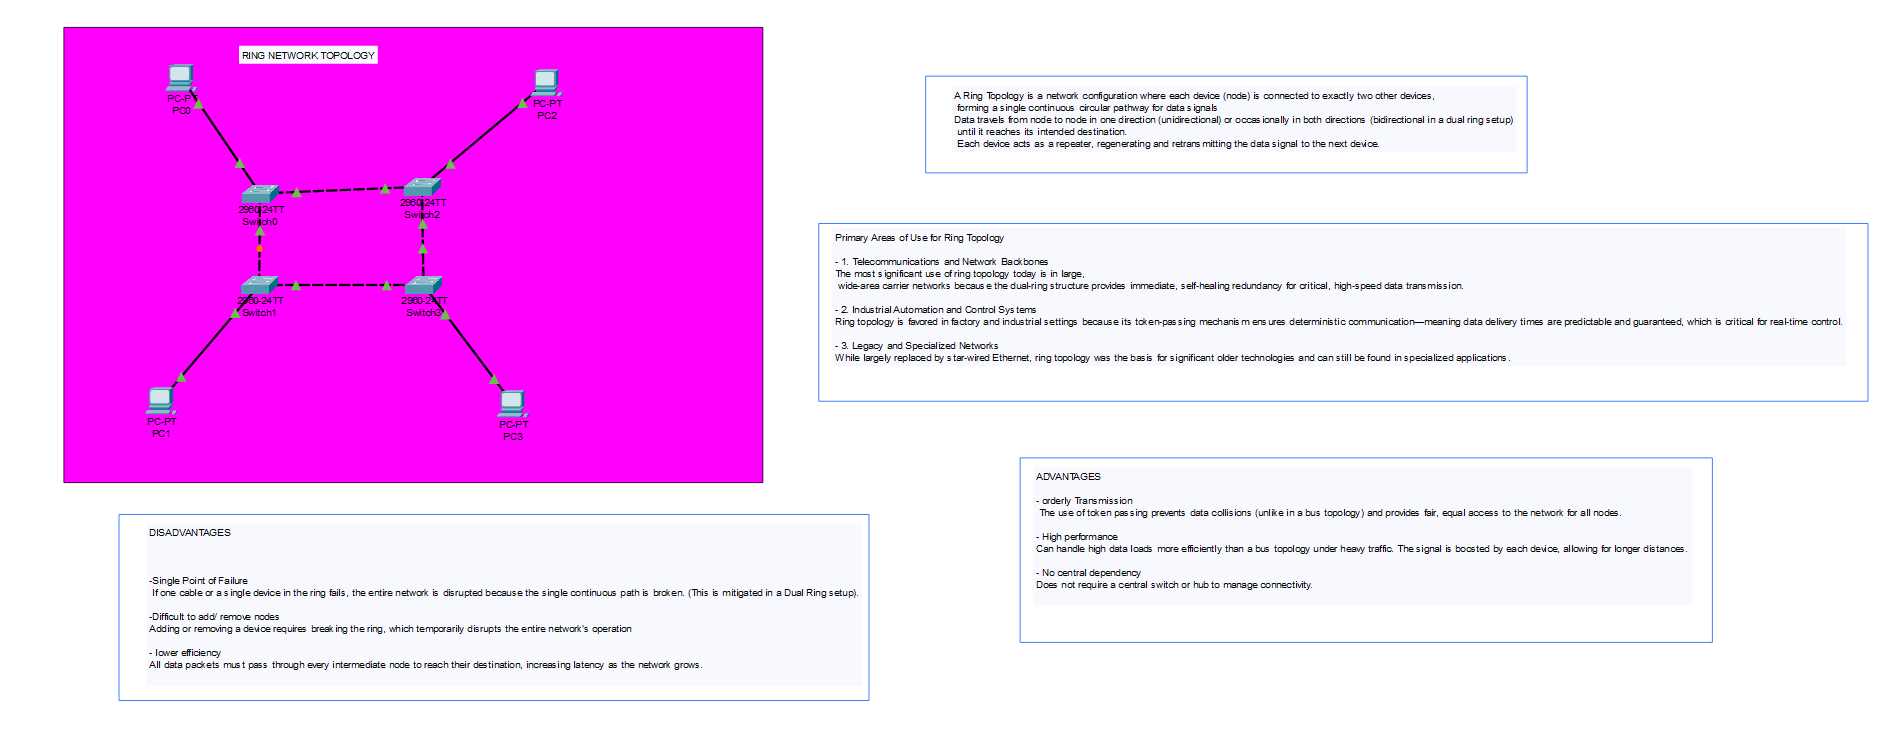 RING NETWORK TOPOLOGY
PC-PT
PC0
PC-PT
PC2
2960-24TT
Switch0
2960-24TT
Switch2
2960-24TT
Switch1
2960-24TT
Switch3
PC-PT
PC1
PC-PT
PC3
A Ring Topology is a network configuration where each device (node) is connected to exactly two other devices,
forming a single continuous circular pathway for data signals
Data travels from node to node in one direction (unidirectional) or occasionally in both directions (bidirectional in a dual ring setup)
until it reaches its intended destination.
Each device acts as a repeater, regenerating and retransmitting the data signal to the next device.
Primary Areas of Use for Ring Topology
- 1. Telecommunications and Network Backbones
The most significant use of ring topology today is in large,
wide-area carrier networks because the dual-ring structure provides immediate, self-healing redundancy for critical, high-speed data transmission.
- 2. Industrial Automation and Control Systems
Ring topology is favored in factory and industrial settings because its token-passing mechanism ensures deterministic communication—meaning data delivery times are predictable and guaranteed, which is critical for real-time control.
- 3. Legacy and Specialized Networks
While largely replaced by star-wired Ethernet, ring topology was the basis for significant older technologies and can still be found in specialized applications.
ADVANTAGES
- orderly Transmission
The use of token passing prevents data collisions (unlike in a bus topology) and provides fair, equal access to the network for all nodes.
- High performance
Can handle high data loads more efficiently than a bus topology under heavy traffic. The signal is boosted by each device, allowing for longer distances.
- No central dependency
Does not require a central switch or hub to manage connectivity.
DISADVANTAGES
-Single Point of Failure
If one cable or a single device in the ring fails, the entire network is disrupted because the single continuous path is broken. (This is mitigated in a Dual Ring setup).
-Difficult to add/ remove nodes
Adding or removing a device requires breaking the ring, which temporarily disrupts the entire network's operation
- lower efficiency
All data packets must pass through every intermediate node to reach their destination, increasing latency as the network grows.